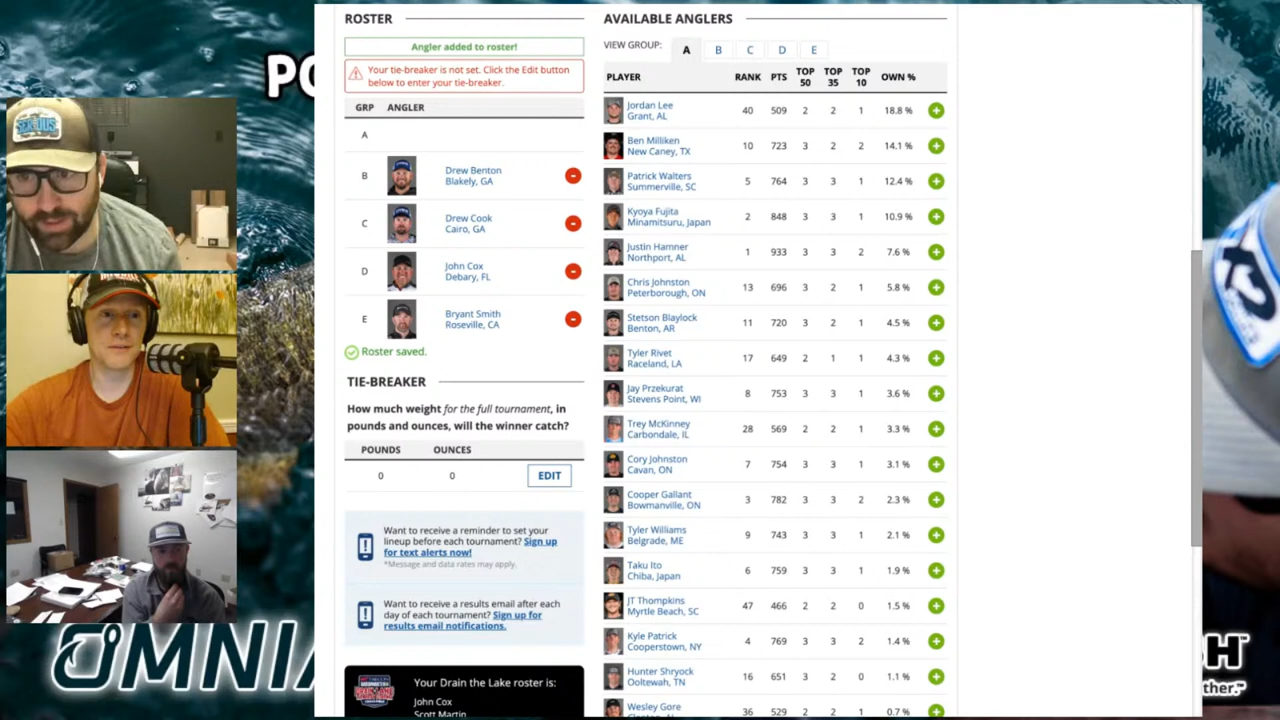 PO
ROSTER
Angler added to roster!
Your tie-breaker is not set. Click the Edit button
below to enter your tie-breaker.
GRP ANGLER
A
B Drew Benton
Blakely, GA
C Drew Cook
Cairo, GA
D John Cox
Debary, FL
E Bryant Smith
Roseville, CA
Roster saved.
TIE-BREAKER
How much weight for the full tournament, in
pounds and ounces, will the winner catch?
POUNDS OUNCES
0 0 EDIT
Want to receive a reminder to set your
lineup before each tournament? Sign up
for text alerts now!
*Message and data rates may apply.
Want to receive a results email after each
day of each tournament? Sign up for
results email notifications.
Your Drain the Lake roster is:
John Cox
Scott Martin
AVAILABLE ANGLERS
VIEW GROUP: A B C D E
PLAYER RANK PTS TOP 50 TOP 35 TOP 10 OWN %
Jordan Lee 40 509 2 2 1 18.8 %
Grant, AL
Ben Milliken 10 723 3 2 2 14.1 %
New Caney, TX
Patrick Walters 5 764 3 3 1 12.4 %
Summerville, SC
Kyoya Fujita 2 848 3 3 1 10.9 %
Minamitsuru, Japan
Justin Hamner 1 933 3 3 2 7.6 %
Northport, AL
Chris Johnston 13 696 3 2 1 5.8 %
Peterborough, ON
Stetson Blaylock 11 720 3 2 1 4.5 %
Benton, AR
Tyler Rivet 17 649 2 1 1 4.3 %
Raceland, LA
Jay Przekurat 8 753 3 3 1 3.6 %
Stevens Point, WI
Trey McKinney 28 569 2 2 1 3.3 %
Carbondale, IL
Cory Johnston 7 754 3 3 1 3.1 %
Cavan, ON
Cooper Gallant 3 782 3 3 2 2.3 %
Bowmanville, ON
Tyler Williams 9 743 3 3 1 2.1 %
Belgrade, ME
Taku Ito 6 759 3 3 1 1.9 %
Chiba, Japan
JT Thompkins 47 466 2 2 0 1.5 %
Myrtle Beach, SC
Kyle Patrick 4 769 3 3 2 1.4 %
Cooperstown, NY
Hunter Shryock 16 651 3 2 0 1.1 %
Ooltewah, TN
Wesley Gore 36 529 2 2 1 0.7 %
OMNIA
H™
ther.™